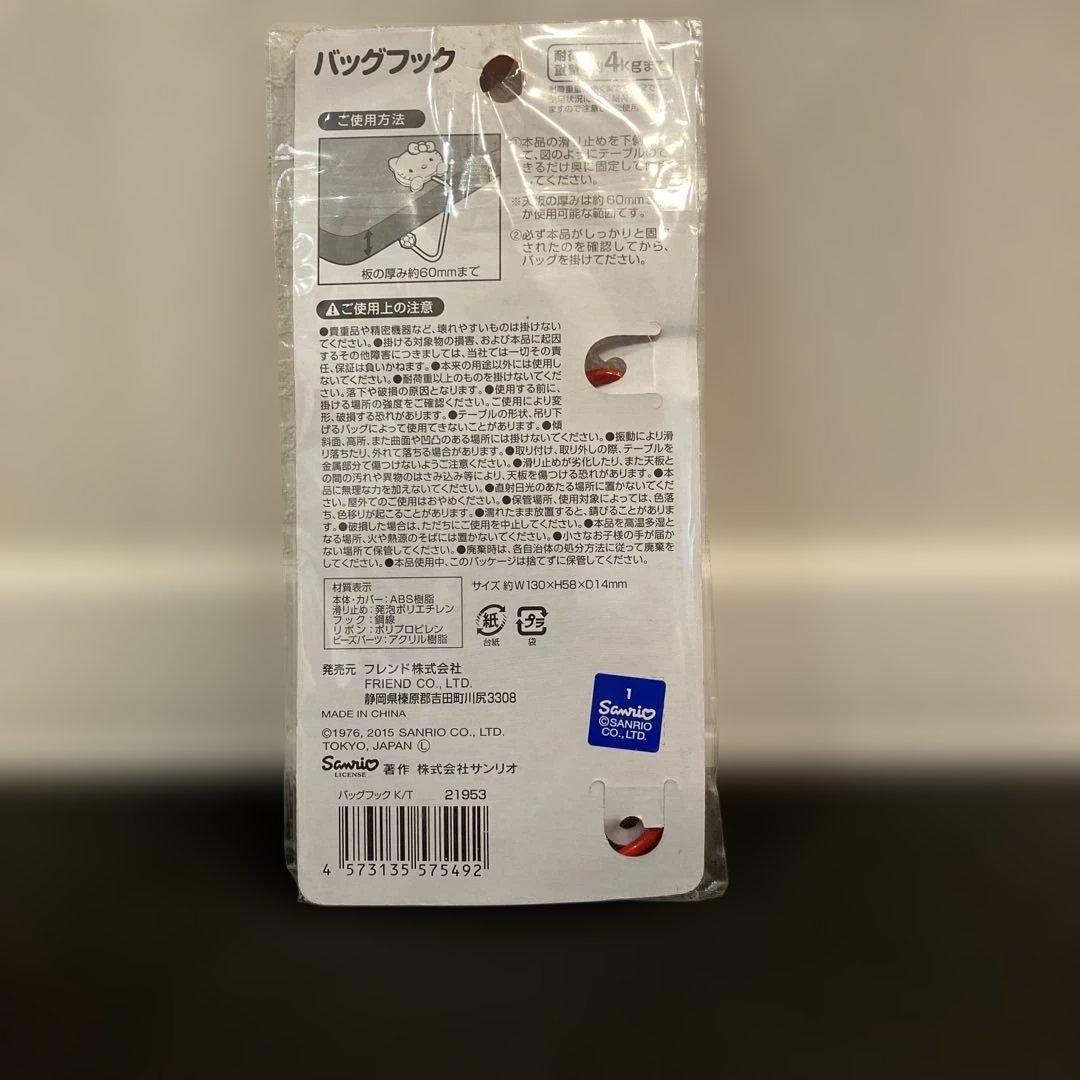 バッグフック
耐荷
重量 約4kgまで
ますので注意 使用
ご使用方法
①本品の滑り止めを下側
て、図のようにテーブルの
きるだけ奥に固定して
してください。
※天板の厚みは約60mm
が使用可能な範囲です。
②必ず本品がしっかりと固定
されたのを確認してから、
バッグを掛けてださい。
板の厚み約60mmまで
⚠ご使用上の注意
●貴重品や精密機器など、壊れやすいものは掛けない
でください。●掛ける対象物の損害、および本品に起因
するその他障害につきましては、当社では一切その責
任、保証は負いかねます。●本来の用途以外には使用し
ないでください。●耐荷重以上のものを掛けないでくだ
さい。落下や破損の原因となります。●使用する前に、
掛ける場所の強度をご確認ください。ご使用により変
形、破損する恐れがあります。●テーブルの形状、吊り下
げるバッグによって使用できないことがあります。●傾
斜面、高所、また曲面や凹凸のある場所には掛けないでください。●振動により滑
り落ちたり、外れて落ちる場合があります。●取り付け、取り外しの際、テーブルを
金属部分で傷つけないようご注意ください。●滑り止めが劣化したり、また天板と
の間の汚れや異物のはさみ込み等により、天板を傷つける恐れがあります。●本
品に無理な力を加えないでください。●直射日光のあたる場所に置かないでくだ
さい。屋外でのご使用はおやめください。●保管場所、使用対象によっては、色落
ち、色移りが起こることがあります。●濡れたまま放置すると、錆びることがありま
す。●破損した場合は、ただちにご使用を中止してください。●本品を高温多湿と
なる場所、火や熱源のそばには置かないでください。●小さなお子様の手が届か
ない場所で保管してください。●廃棄時は、各自治体の処分方法に従って廃棄を
してください。●本品使用中、このパッケージは捨てずに保管してください。
材質表示
本体・カバー：ABS樹脂
滑り止め：発泡ポリエチレン
フック：鋼線
リボン：ポリプロピレン
ビーズパーツ：アクリル樹脂
サイズ 約W130×H58×D14mm
紙
台紙
プラ
袋
発売元 フレンド株式会社
FRIEND CO., LTD.
静岡県榛原郡吉田町川尻3308
MADE IN CHINA
©1976, 2015 SANRIO CO., LTD.
TOKYO, JAPAN Ⓛ
Sanrio
LICENSE
著作 株式会社サンリオ
1
Sanrio
©SANRIO
CO., LTD.
バッグフック K/T 21953
4 573135 575492